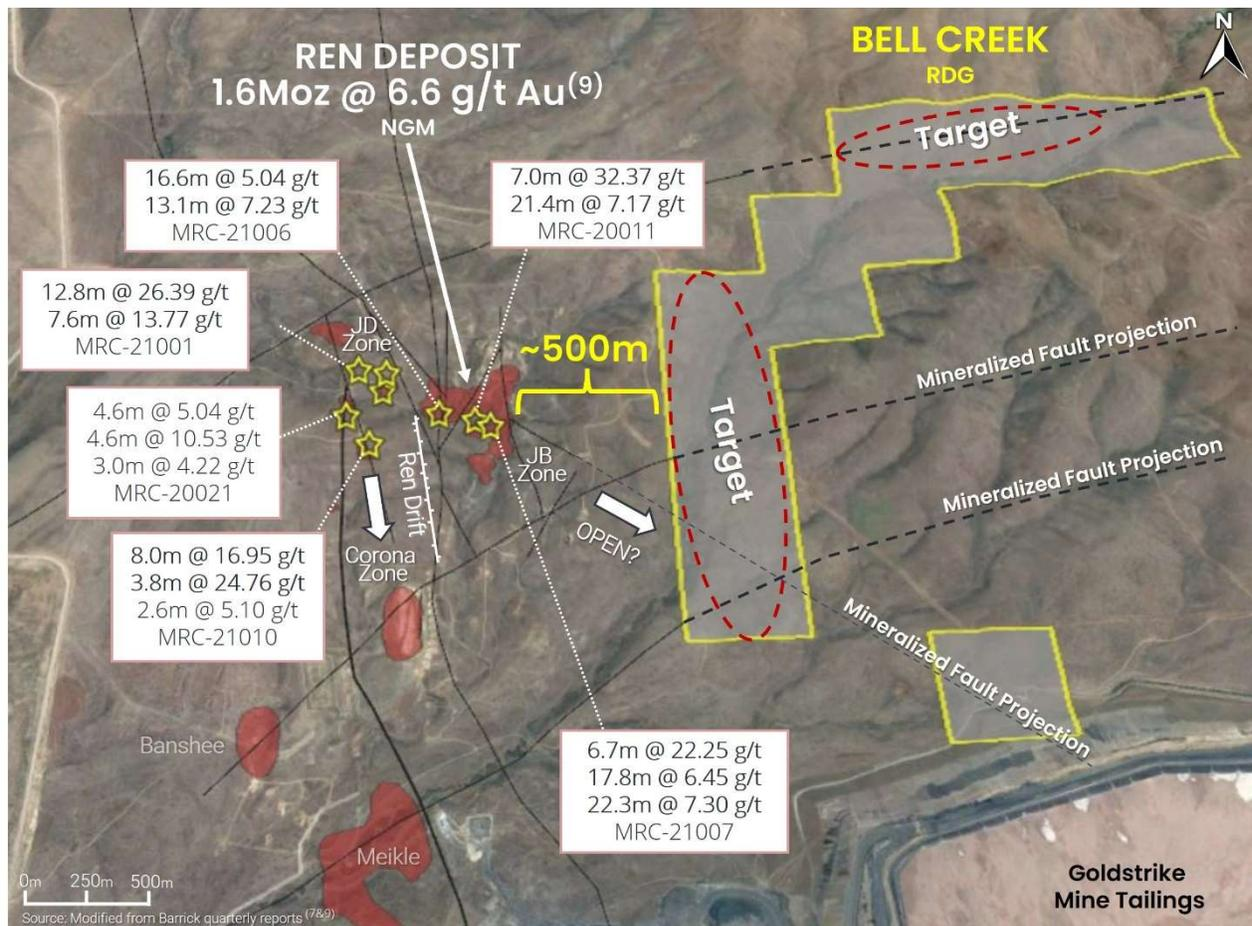 N
REN DEPOSIT
1.6Moz @ 6.6 g/t Au(9)
NGM
BELL CREEK
RDG
Target
16.6m @ 5.04 g/t
13.1m @ 7.23 g/t
MRC-21006
7.0m @ 32.37 g/t
21.4m @ 7.17 g/t
MRC-20011
12.8m @ 26.39 g/t
7.6m @ 13.77 g/t
MRC-21001
JD
Zone
~500m
Mineralized Fault Projection
4.6m @ 5.04 g/t
4.6m @ 10.53 g/t
3.0m @ 4.22 g/t
MRC-20021
Ren Drift
JB
Zone
Target
Mineralized Fault Projection
OPEN?
8.0m @ 16.95 g/t
3.8m @ 24.76 g/t
2.6m @ 5.10 g/t
MRC-21010
Corona
Zone
Mineralized Fault Projection
Banshee
6.7m @ 22.25 g/t
17.8m @ 6.45 g/t
22.3m @ 7.30 g/t
MRC-21007
Meikle
Goldstrike
Mine Tailings
0m 250m 500m
Source: Modified from Barrick quarterly reports (7&9)